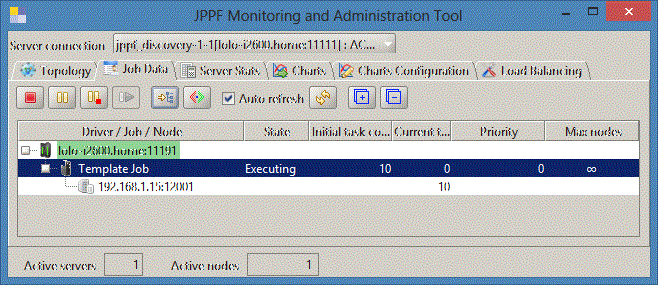 JPPF Monitoring and Administration Tool
Server connection jppf_discovery-1-1[lolo-i2600.home:11111] : AC...
Topology Job Data Server Stats Charts Charts Configuration Load Balancing
Auto refresh
Driver / Job / Node State Initial task co... Current t... Priority Max nodes
lolo-i2600.home:11191
Template Job Executing 10 0 0 ∞
192.168.1.15:12001 10
Active servers 1 Active nodes 1